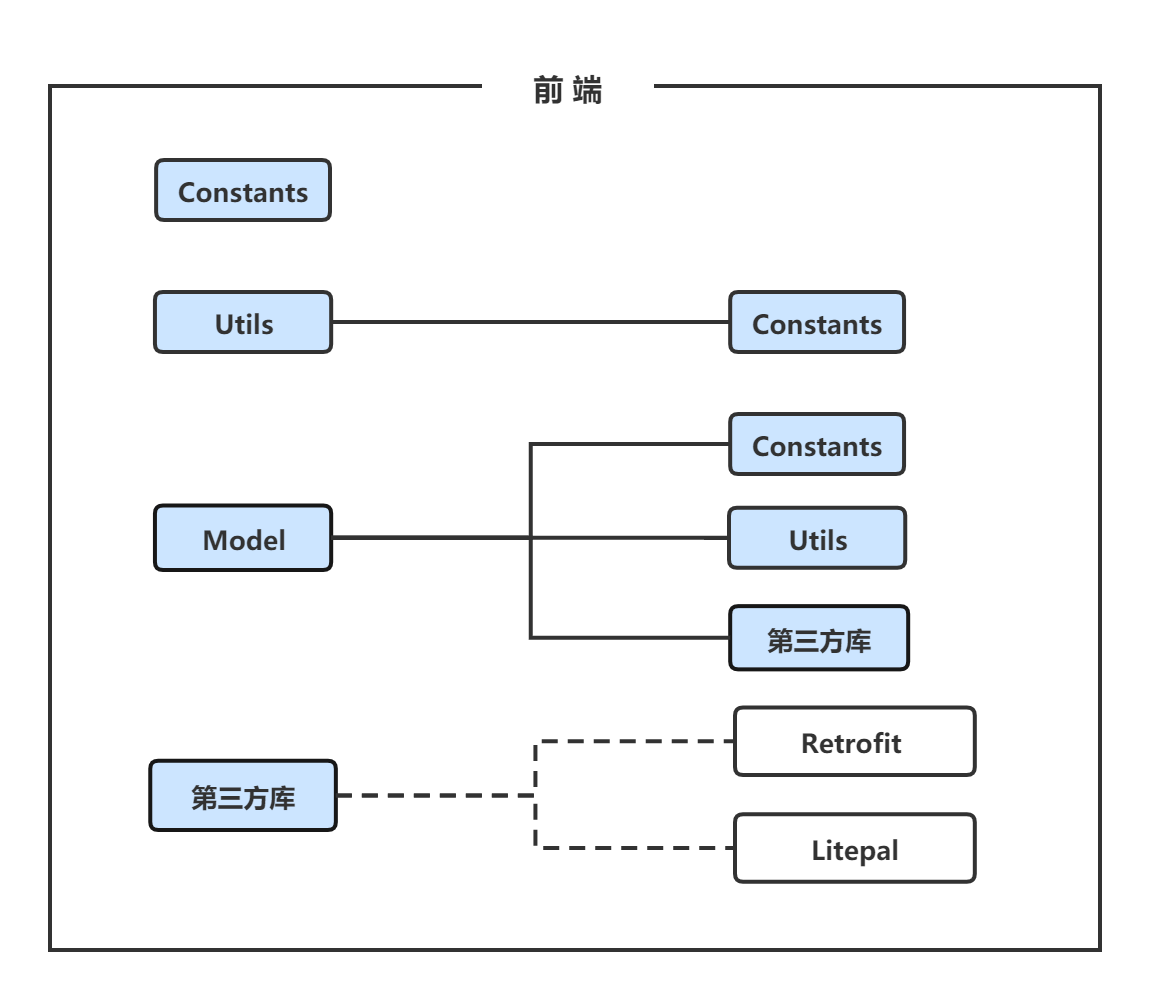 前 端
Constants
Utils
Constants
Constants
Model
Utils
第三方库
Retrofit
第三方库
Litepal